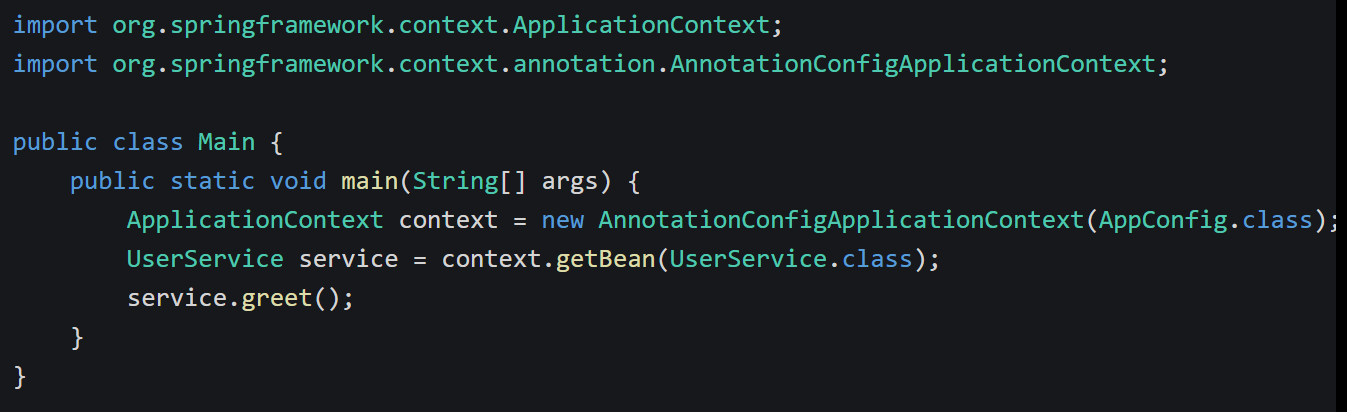 import org.springframework.context.ApplicationContext;
import org.springframework.context.annotation.AnnotationConfigApplicationContext;

public class Main {
    public static void main(String[] args) {
        ApplicationContext context = new AnnotationConfigApplicationContext(AppConfig.class);
        UserService service = context.getBean(UserService.class);
        service.greet();
    }
}